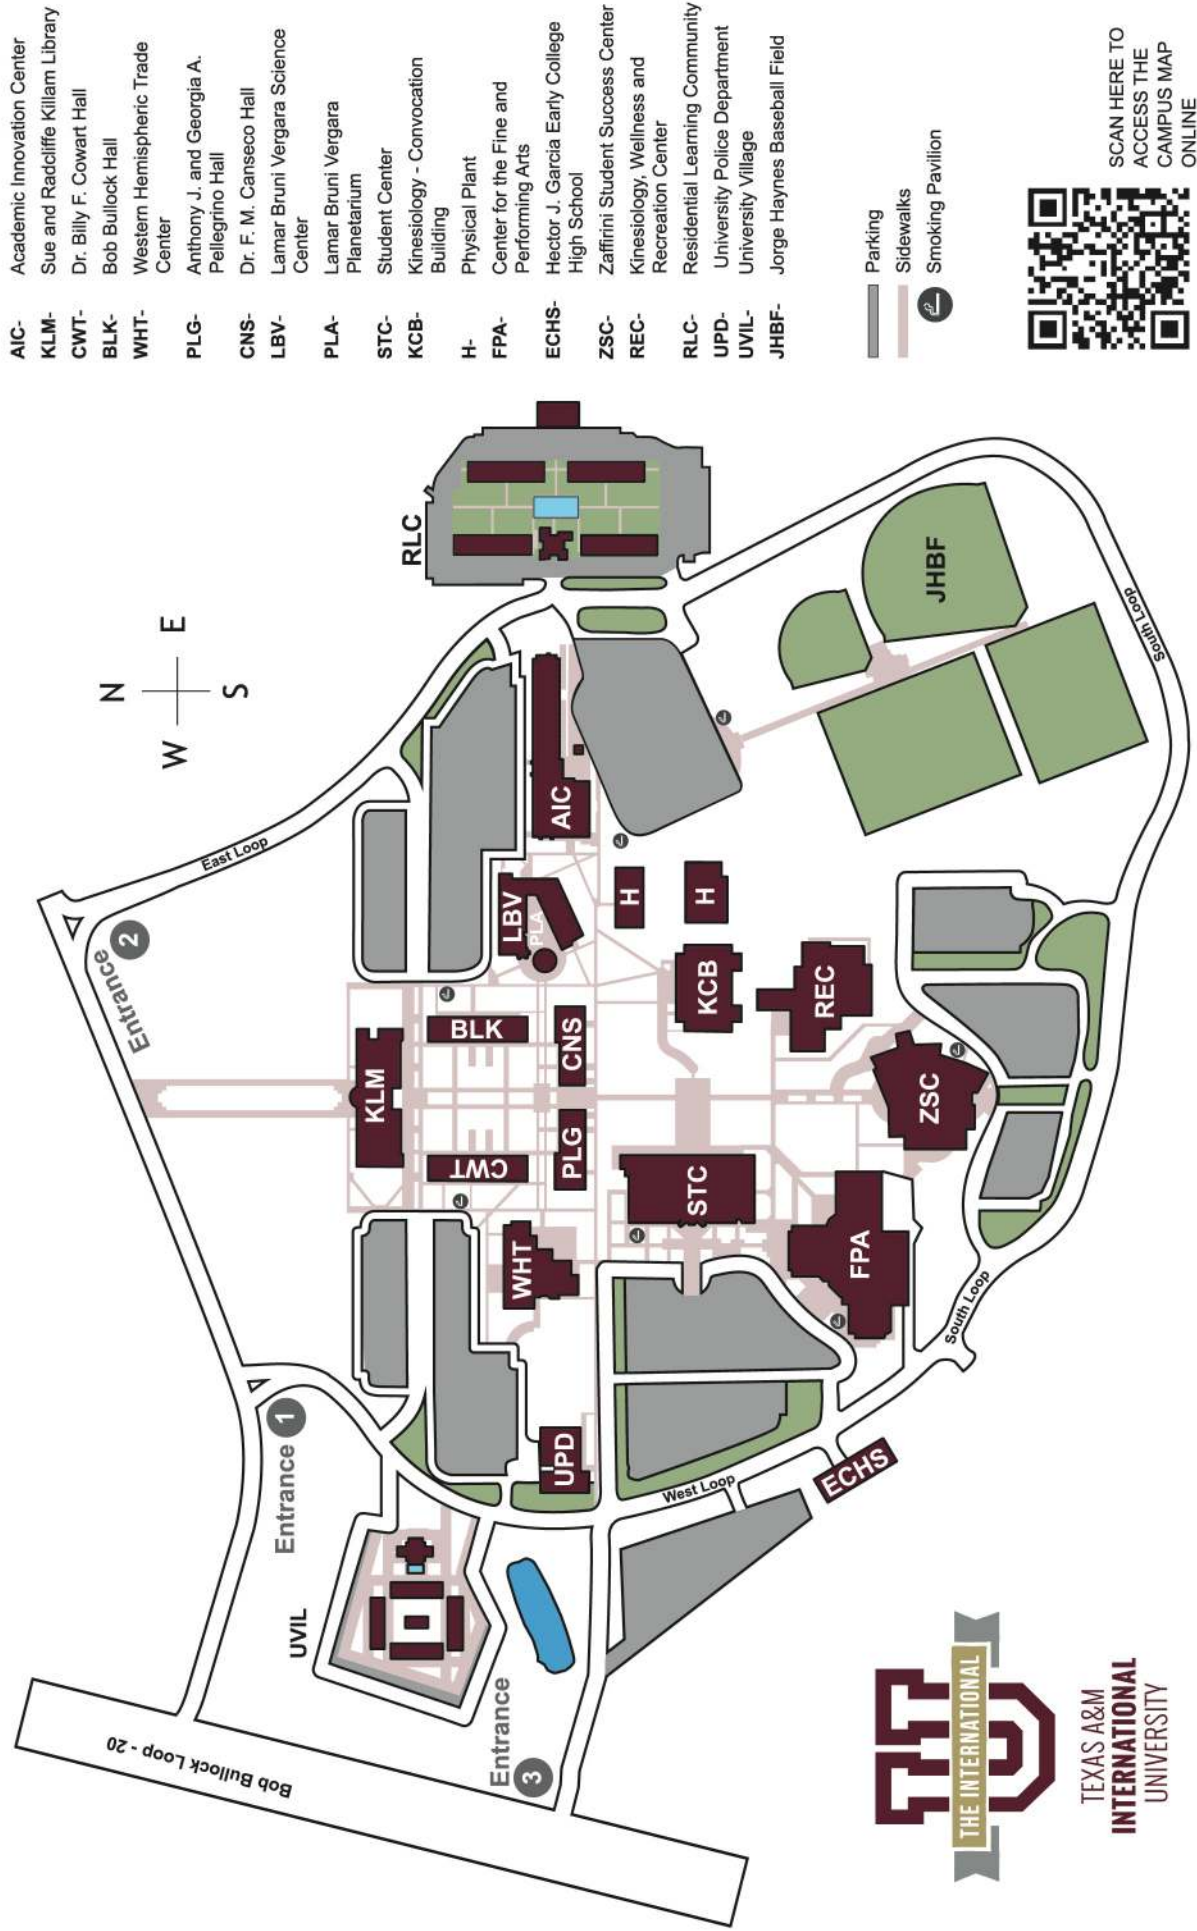 AIC- Academic Innovation Center
KLM- Sue and Radcliffe Killam Library
CWT- Dr. Billy F. Cowart Hall
BLK- Bob Bullock Hall
WHT- Western Hemispheric Trade
Center
PLG- Anthony J. and Georgia A.
Pellegrino Hall
CNS- Dr. F. M. Canseco Hall
LBV- Lamar Bruni Vergara Science
Center
PLA- Lamar Bruni Vergara
Planetarium
STC- Student Center
KCB- Kinesiology - Convocation
Building
H- Physical Plant
FPA- Center for the Fine and
Performing Arts
ECHS- Hector J. Garcia Early College
High School
ZSC- Zaffirini Student Success Center
REC- Kinesiology, Wellness and
Recreation Center
RLC- Residential Learning Community
UPD- University Police Department
UVIL- University Village
JHBF- Jorge Haynes Baseball Field
Parking
Sidewalks
Smoking Pavilion
SCAN HERE TO
ACCESS THE
CAMPUS MAP
ONLINE
N
W
E
S
Entrance
2
East Loop
RLC
KLM
BLK
CWT
LBV
PLA
AIC
CNS
PLG
WHT
H
H
KCB
REC
STC
ZSC
FPA
JHBF
South Loop
South Loop
Entrance
1
UVIL
UPD
West Loop
ECHS
Entrance
3
Bob Bullock Loop - 20
THE INTERNATIONAL
U
TEXAS A&M
INTERNATIONAL
UNIVERSITY